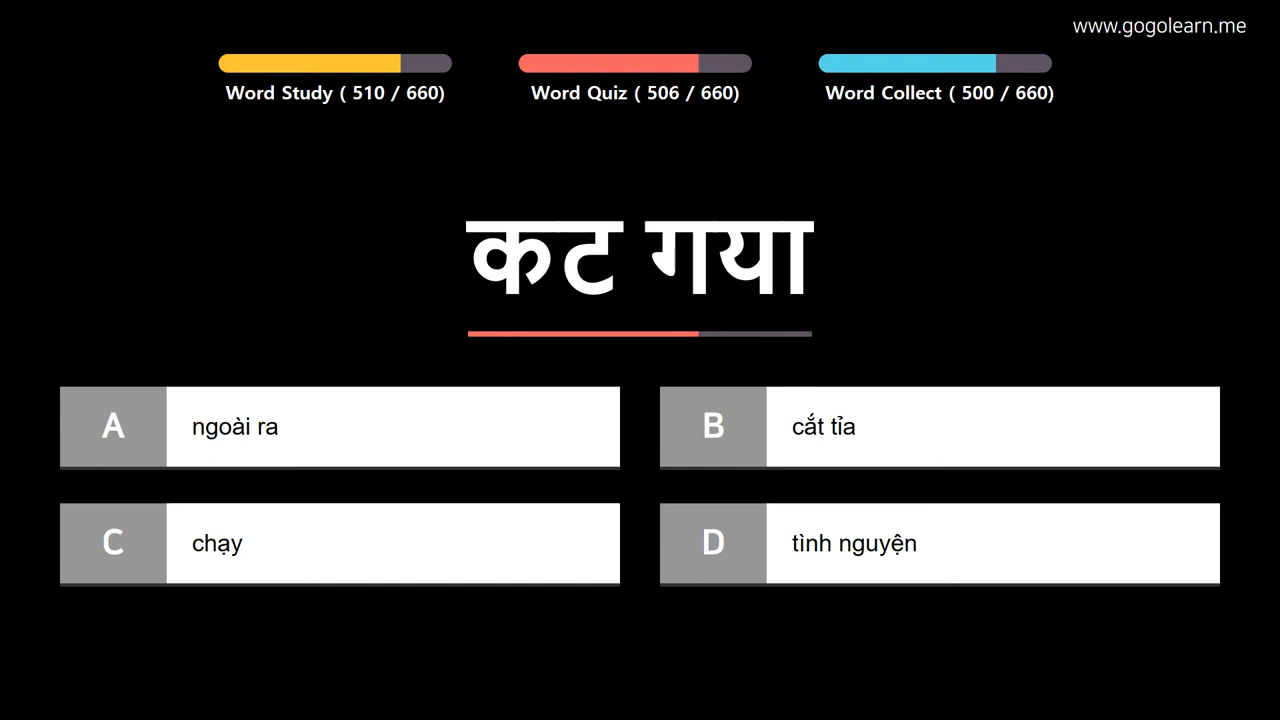 www.gogolearn.me
Word Study ( 510 / 660)
Word Quiz ( 506 / 660)
Word Collect ( 500 / 660)
कट गया
A ngoài ra
B cắt tỉa
C chạy
D tình nguyện